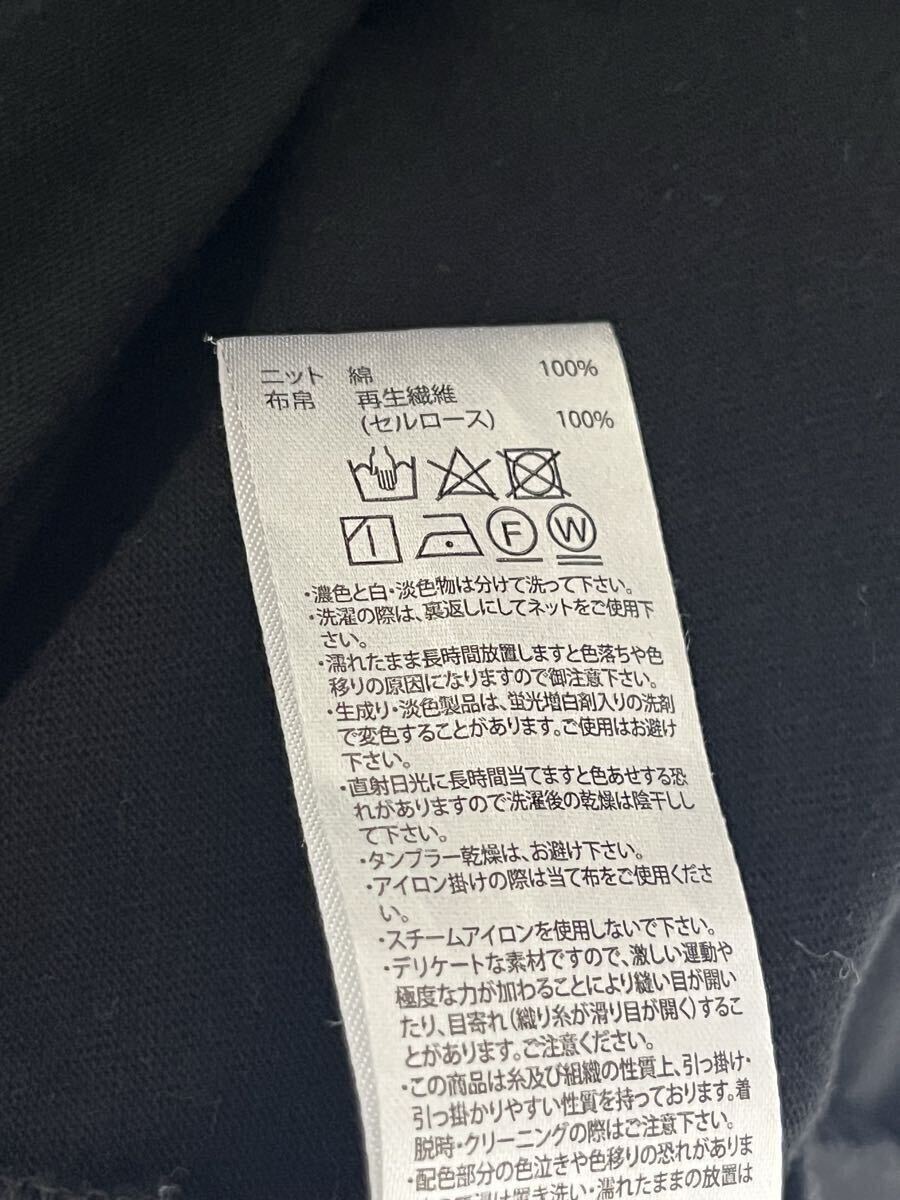 ニット 綿 100%
布帛 再生繊維
(セルロース) 100%
F W
・濃色と白・淡色物は分けて洗って下さい。
・洗濯の際は、裏返しにしてネットをご使用下
さい。
・濡れたまま長時間放置しますと色落ちや色
移りの原因になりますので御注意下さい。
・生成り・淡色製品は、蛍光増白剤入りの洗剤
で変色することがあります。ご使用はお避け
下さい。
・直射日光に長時間当てますと色あせする恐
れがありますので洗濯後の乾燥は陰干しし
て下さい。
・タンブラー乾燥は、お避け下さい。
・アイロン掛けの際は当て布をご使用くださ
い。
・スチームアイロンを使用しないで下さい。
・デリケートな素材ですので、激しい運動や
極度な力が加わることにより縫い目が開い
たり、目寄れ(織り糸が滑り目が開く)するこ
とがあります。ご注意ください。
・この商品は糸及び組織の性質上、引っ掛け・
引っ掛かりやすい性質を持っております。着
脱時・クリーニングの際はご注意下さい。
・配色部分の色泣きや色移りの恐れがありま
は置き洗い・濡れたままの放置は